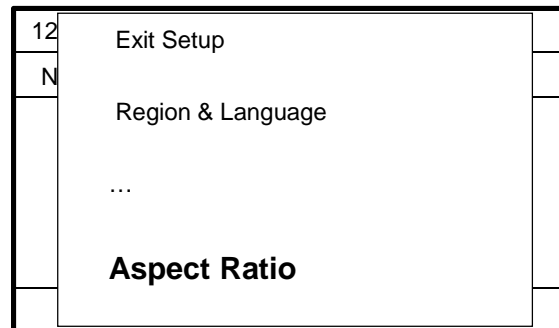 12
N
Exit Setup
Region & Language
…
Aspect Ratio